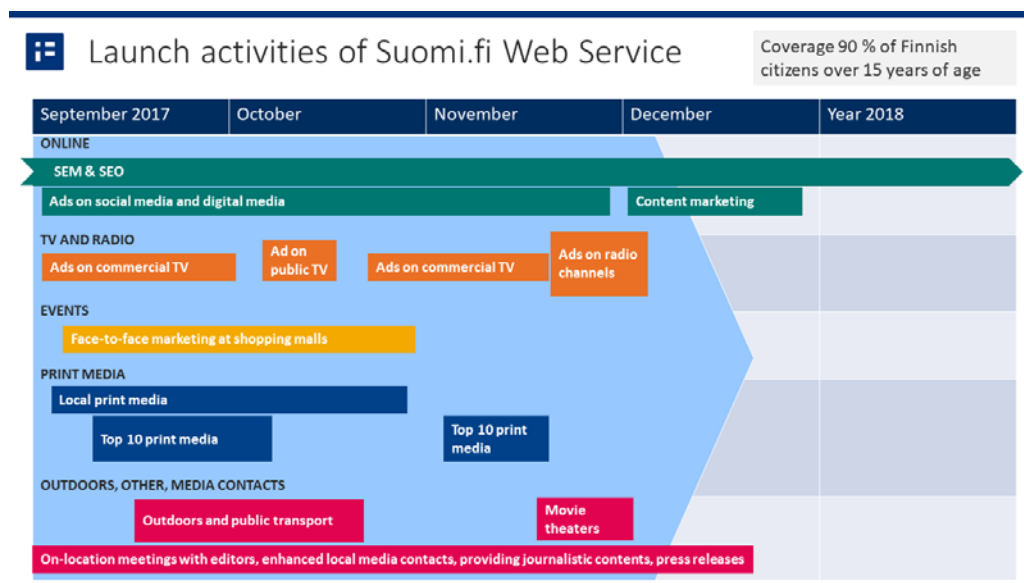 Launch activities of Suomi.fi Web Service
Coverage 90 % of Finnish
citizens over 15 years of age
September 2017
October
November
December
Year 2018
ONLINE
SEM & SEO
Ads on social media and digital media
Content marketing
TV AND RADIO
Ads on commercial TV
Ad on
public TV
Ads on commercial TV
Ads on radio
channels
EVENTS
Face-to-face marketing at shopping malls
PRINT MEDIA
Local print media
Top 10 print media
Top 10 print
media
OUTDOORS, OTHER, MEDIA CONTACTS
Outdoors and public transport
Movie
theaters
On-location meetings with editors, enhanced local media contacts, providing journalistic contents, press releases